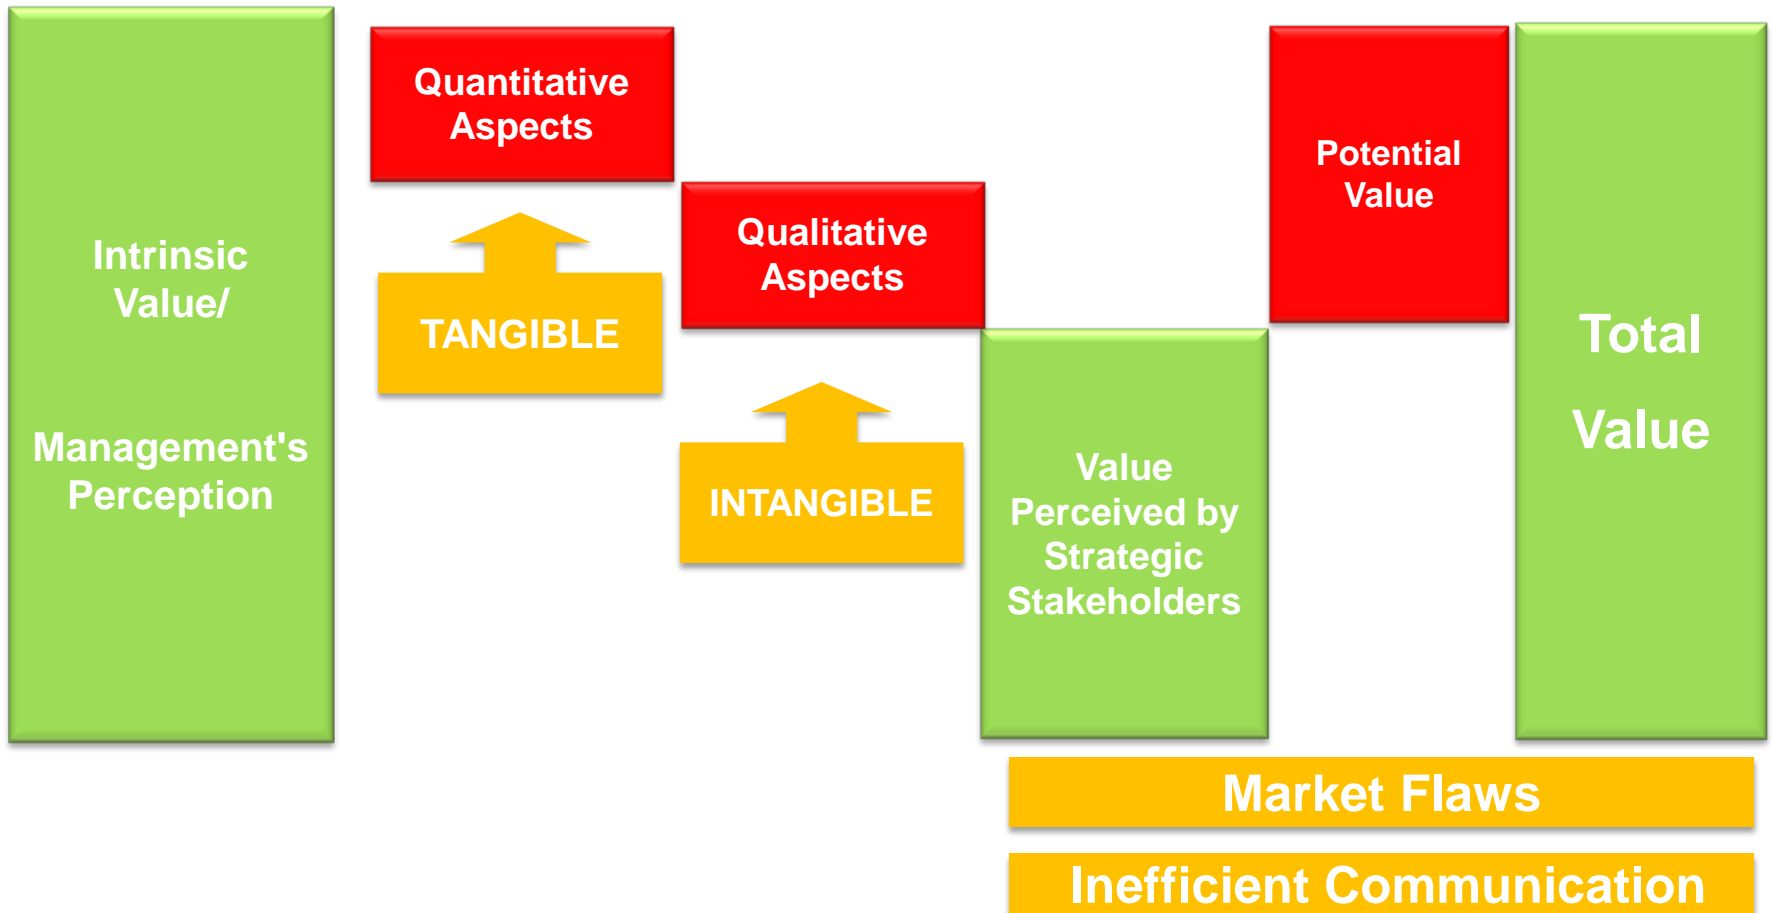 Intrinsic
Value/
Management's
Perception
Quantitative
Aspects
TANGIBLE
Qualitative
Aspects
INTANGIBLE
Value
Perceived by
Strategic
Stakeholders
Potential
Value
Total
Value
Market Flaws
Inefficient Communication